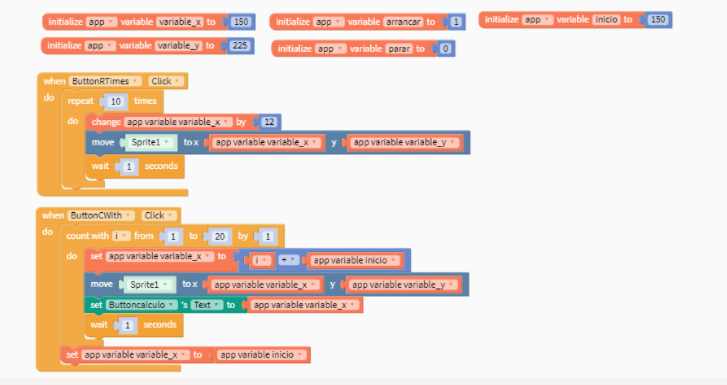 initialize app variable variable_x to 150
initialize app variable arrancar to 1
initialize app variable inicio to 150
initialize app variable variable_y to 225
initialize app variable parar to 0
when ButtonRTimes Click
do repeat 10 times
do change app variable variable_x by 12
move Sprite1 to x app variable variable_x y app variable variable_y
wait 1 seconds
when ButtonCWith Click
do count with i from 1 to 20 by 1
do set app variable variable_x to i + app variable inicio
move Sprite1 to x app variable variable_x y app variable variable_y
set Buttoncalculo 's Text to app variable variable_x
wait 1 seconds
set app variable variable_x to app variable inicio